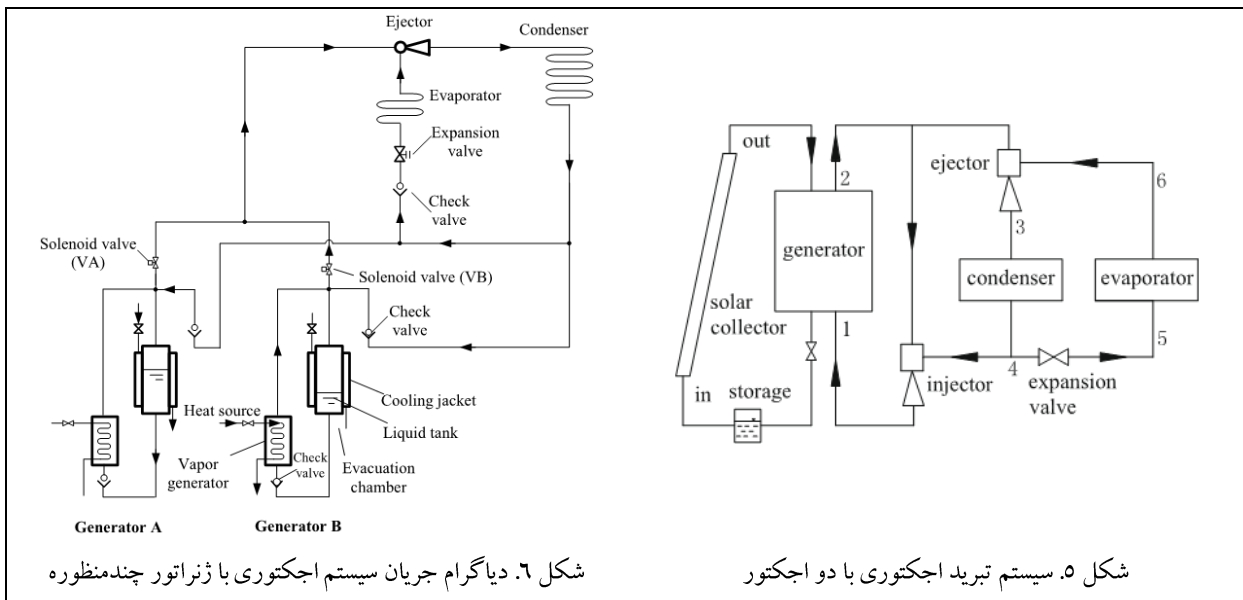 Ejector
Condenser
Evaporator
Expansion
valve
Check
valve
Solenoid valve
(VA)
Solenoid valve (VB)
Check
valve
Cooling jacket
Heat source
Liquid tank
Vapor
generator
Check
valve
Evacuation
chamber
Generator A
Generator B
شکل ٦. دیاگرام جریان سیستم اجکتوری با ژنراتور چندمنظوره
out
2
ejector
6
3
generator
condenser
evaporator
solar
collector
1
4
5
in
storage
injector
expansion
valve
شکل ٥. سیستم تبرید اجکتوری با دو اجکتور